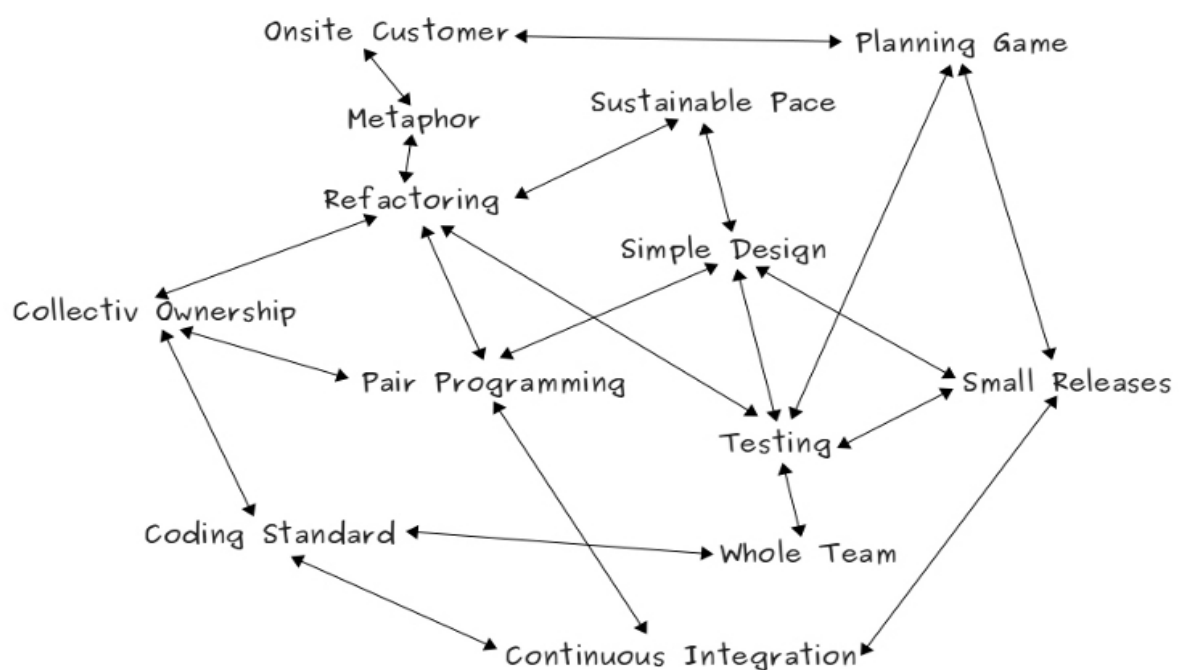 Onsite Customer
Planning Game
Sustainable Pace
Metaphor
Refactoring
Simple Design
Collectiv Ownership
Pair Programming
Small Releases
Testing
Coding Standard
Whole Team
Continuous Integration